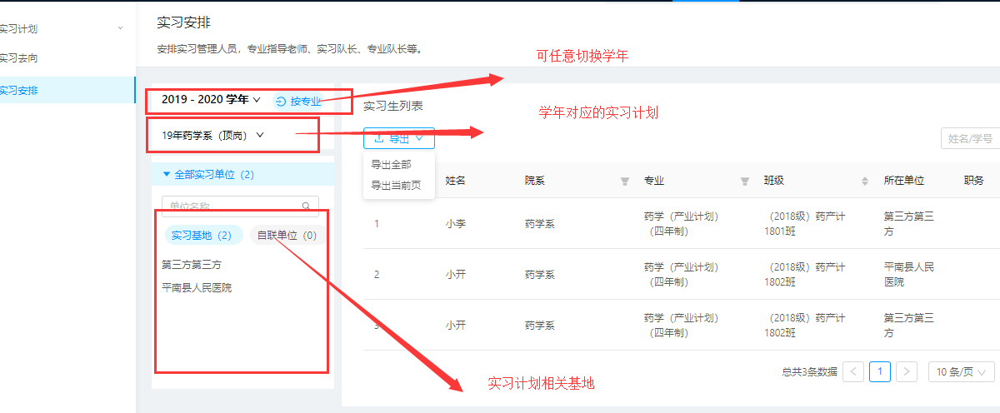 实习计划
实习去向
实习安排
实习安排
安排实习管理人员，专业指导老师、实习队长、专业队长等。
可任意切换学年
2019 - 2020 学年
按专业
19年药学系（顶岗）
学年对应的实习计划
全部实习单位（2）
单位名称
实习基地（2）
自联单位（0）
第三方第三方
平南县人民医院
实习生列表
导出
导出全部
导出当前页
姓名/学号
姓名
院系
专业
班级
所在单位
职务
1
小李
药学系
药学（产业计划）
（四年制）
（2018级）药产计
1801班
第三方第三
方
2
小开
药学系
药学（产业计划）
（四年制）
（2018级）药产计
1802班
平南县人民
医院
3
小开
药学系
药学（产业计划）
（四年制）
（2018级）药产计
1802班
第三方第三
方
总共3条数据
1
10 条/页
实习计划相关基地